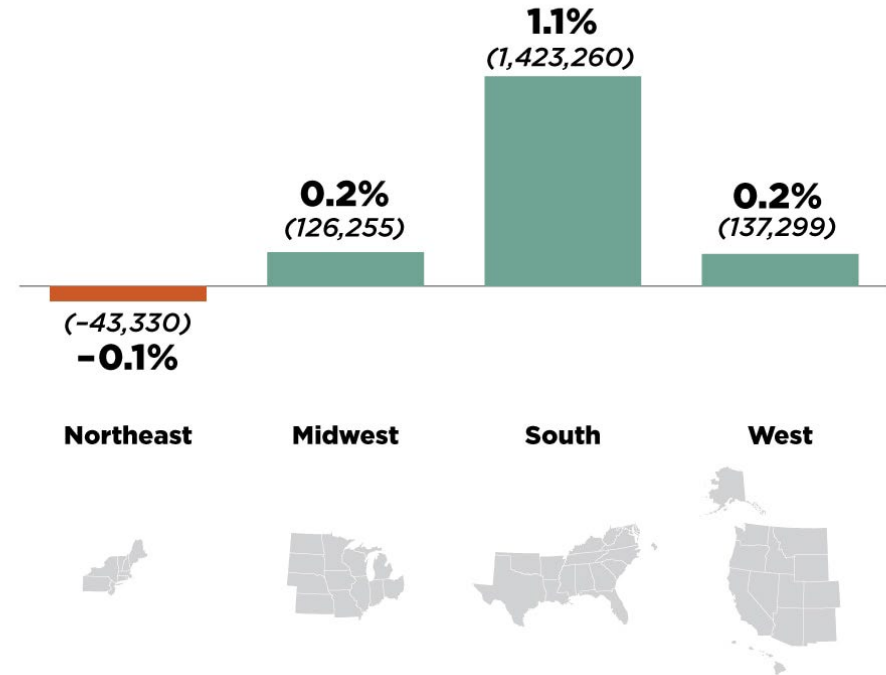 1.1%
(1,423,260)
0.2%
(126,255)
0.2%
(137,299)
(–43,330)
–0.1%
Northeast
Midwest
South
West